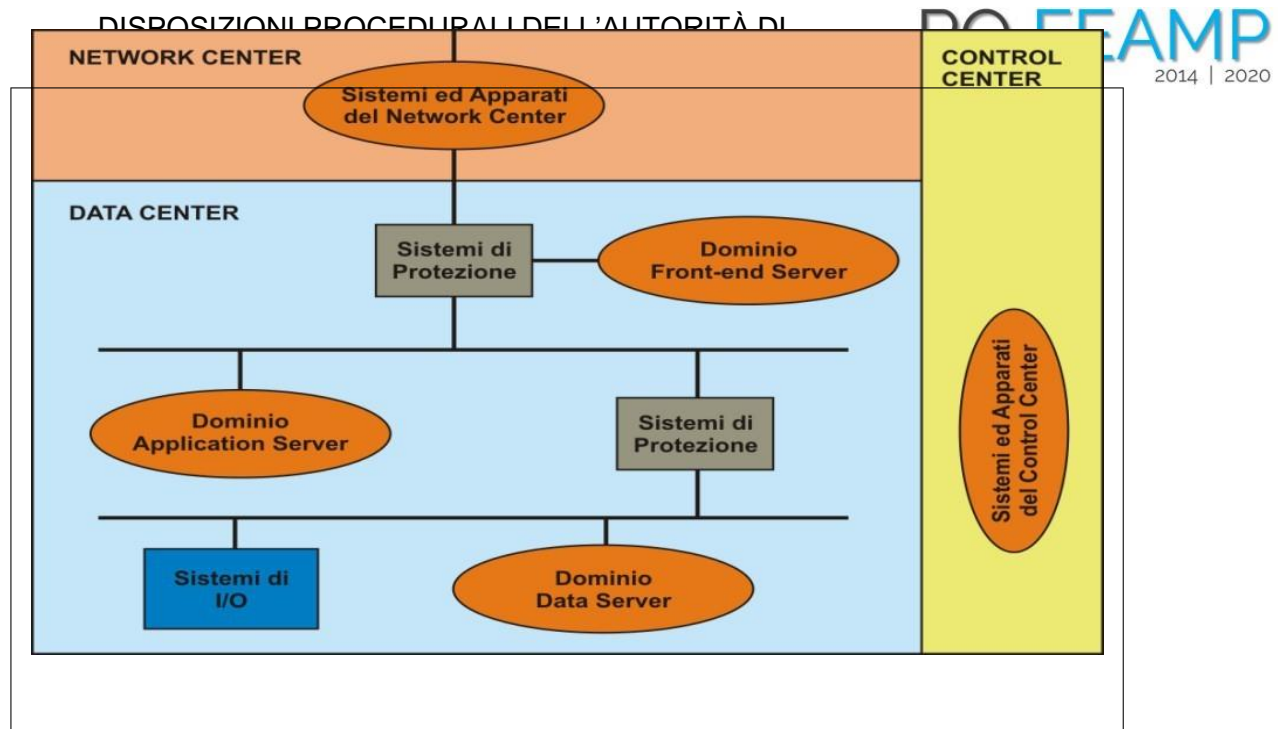 DISPOSIZIONI PROCEDURALI DELL'AUTORITÀ DI
PO FEAMP
2014 | 2020
NETWORK CENTER
CONTROL
CENTER
Sistemi ed Apparati
del Network Center
DATA CENTER
Sistemi di
Protezione
Dominio
Front-end Server
Dominio
Application Server
Sistemi di
Protezione
Sistemi ed Apparati
del Control Center
Sistemi di
I/O
Dominio
Data Server